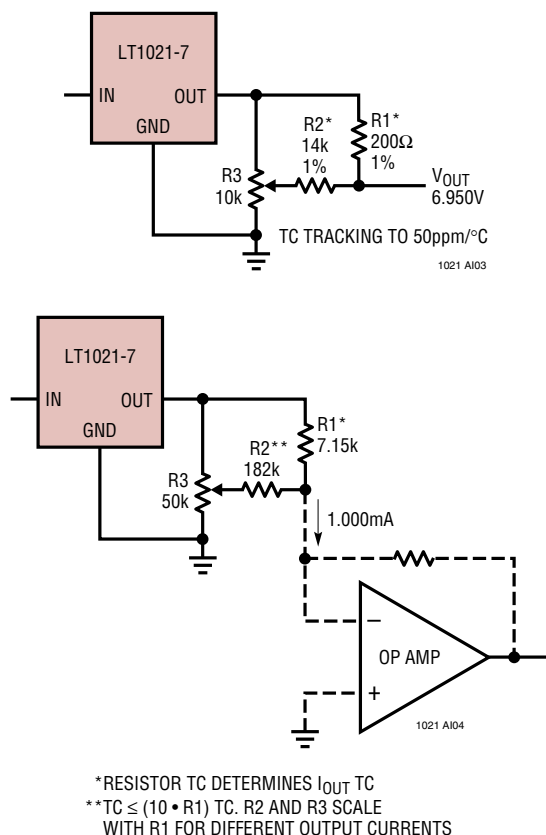 LT1021-7
IN
OUT
GND
R3
10k
R2*
14k
1%
R1*
200Ω
1%
VOUT
6.950V
TC TRACKING TO 50ppm/°C
1021 AI03
LT1021-7
IN
OUT
GND
R3
50k
R2**
182k
R1*
7.15k
1.000mA
–
OP AMP
+
1021 AI04
*RESISTOR TC DETERMINES IOUT TC
**TC ≤ (10 • R1) TC. R2 AND R3 SCALE
WITH R1 FOR DIFFERENT OUTPUT CURRENTS